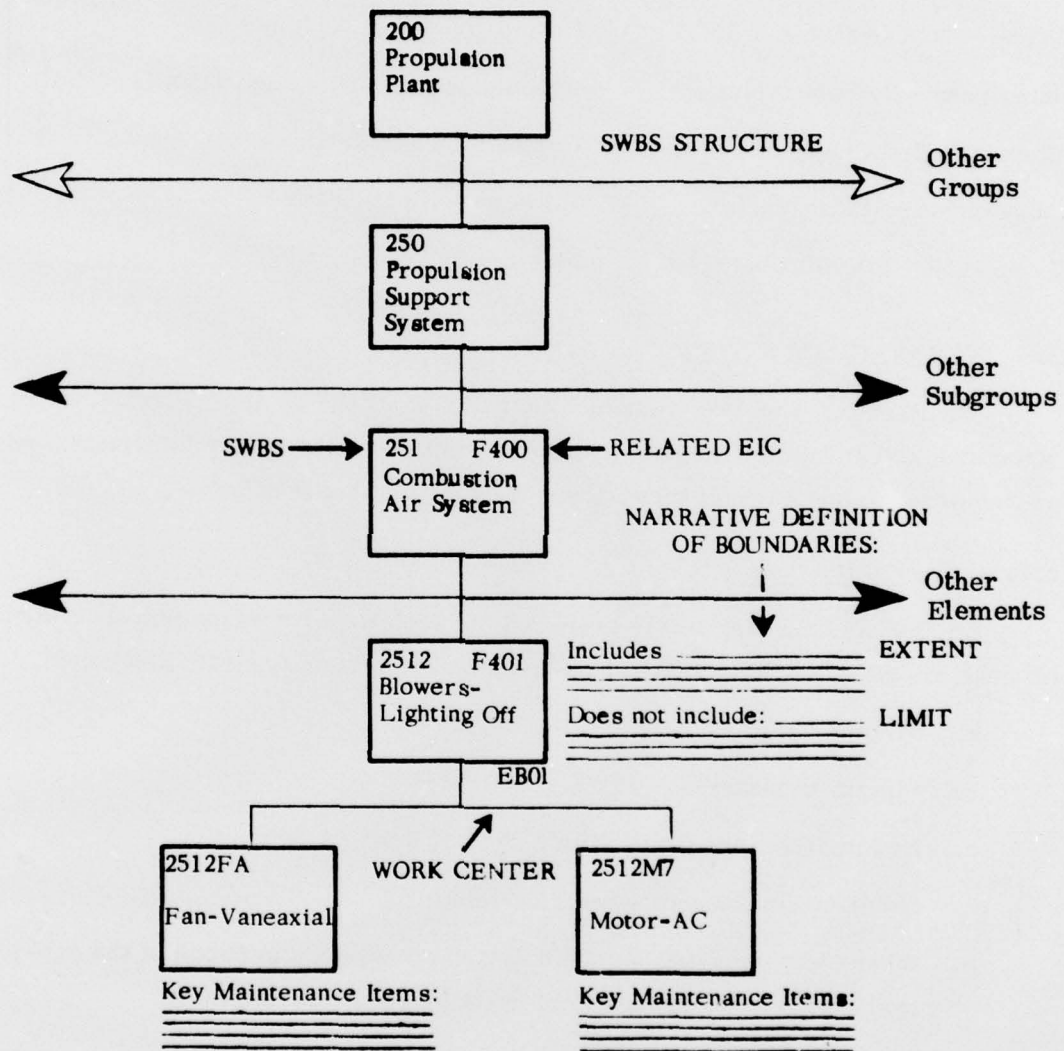 200
Propulsion
Plant
SWBS STRUCTURE
Other
Groups
250
Propulsion
Support
System
Other
Subgroups
SWBS
251 F400
Combustion
Air System
RELATED EIC
NARRATIVE DEFINITION
OF BOUNDARIES:
Other
Elements
2512 F401
Blowers-
Lighting Off
Includes
EXTENT
Does not include:
LIMIT
EB01
WORK CENTER
2512FA
Fan-Vaneaxial
2512M7
Motor-AC
Key Maintenance Items:
Key Maintenance Items: